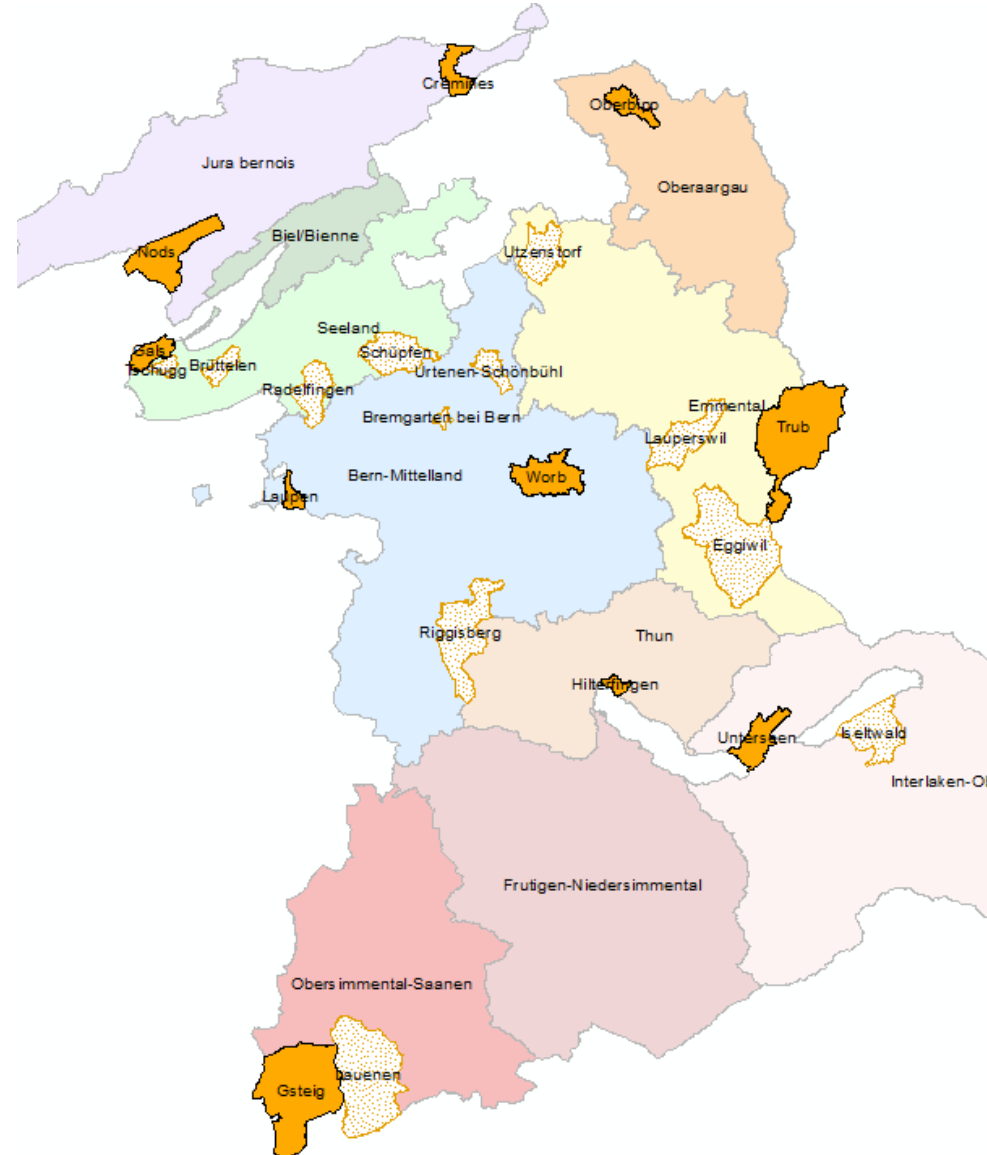 Crémines
Oberbipp
Jura bernois
Oberaargau
Biel/Bienne
Nods
Utzenstorf
Seeland
Gals
Schüpfen
Tschugg
Brüttelen
Urtenen-Schönbühl
Radelfingen
Emmental
Bremgarten bei Bern
Trub
Lauperswil
Bern-Mittelland
Worb
Laupen
Eggiwil
Riggisberg
Thun
Hilterfingen
Unterseen
Iseltwald
Interlaken-O
Frutigen-Niedersimmental
Obersimmental-Saanen
Lauenen
Gsteig